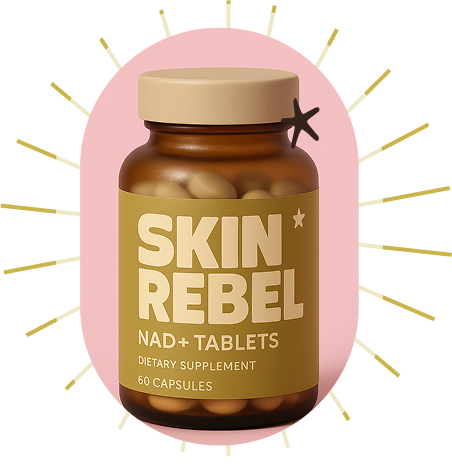 SKIN
REBEL
NAD+ TABLETS
DIETARY SUPPLEMENT
60 CAPSULES